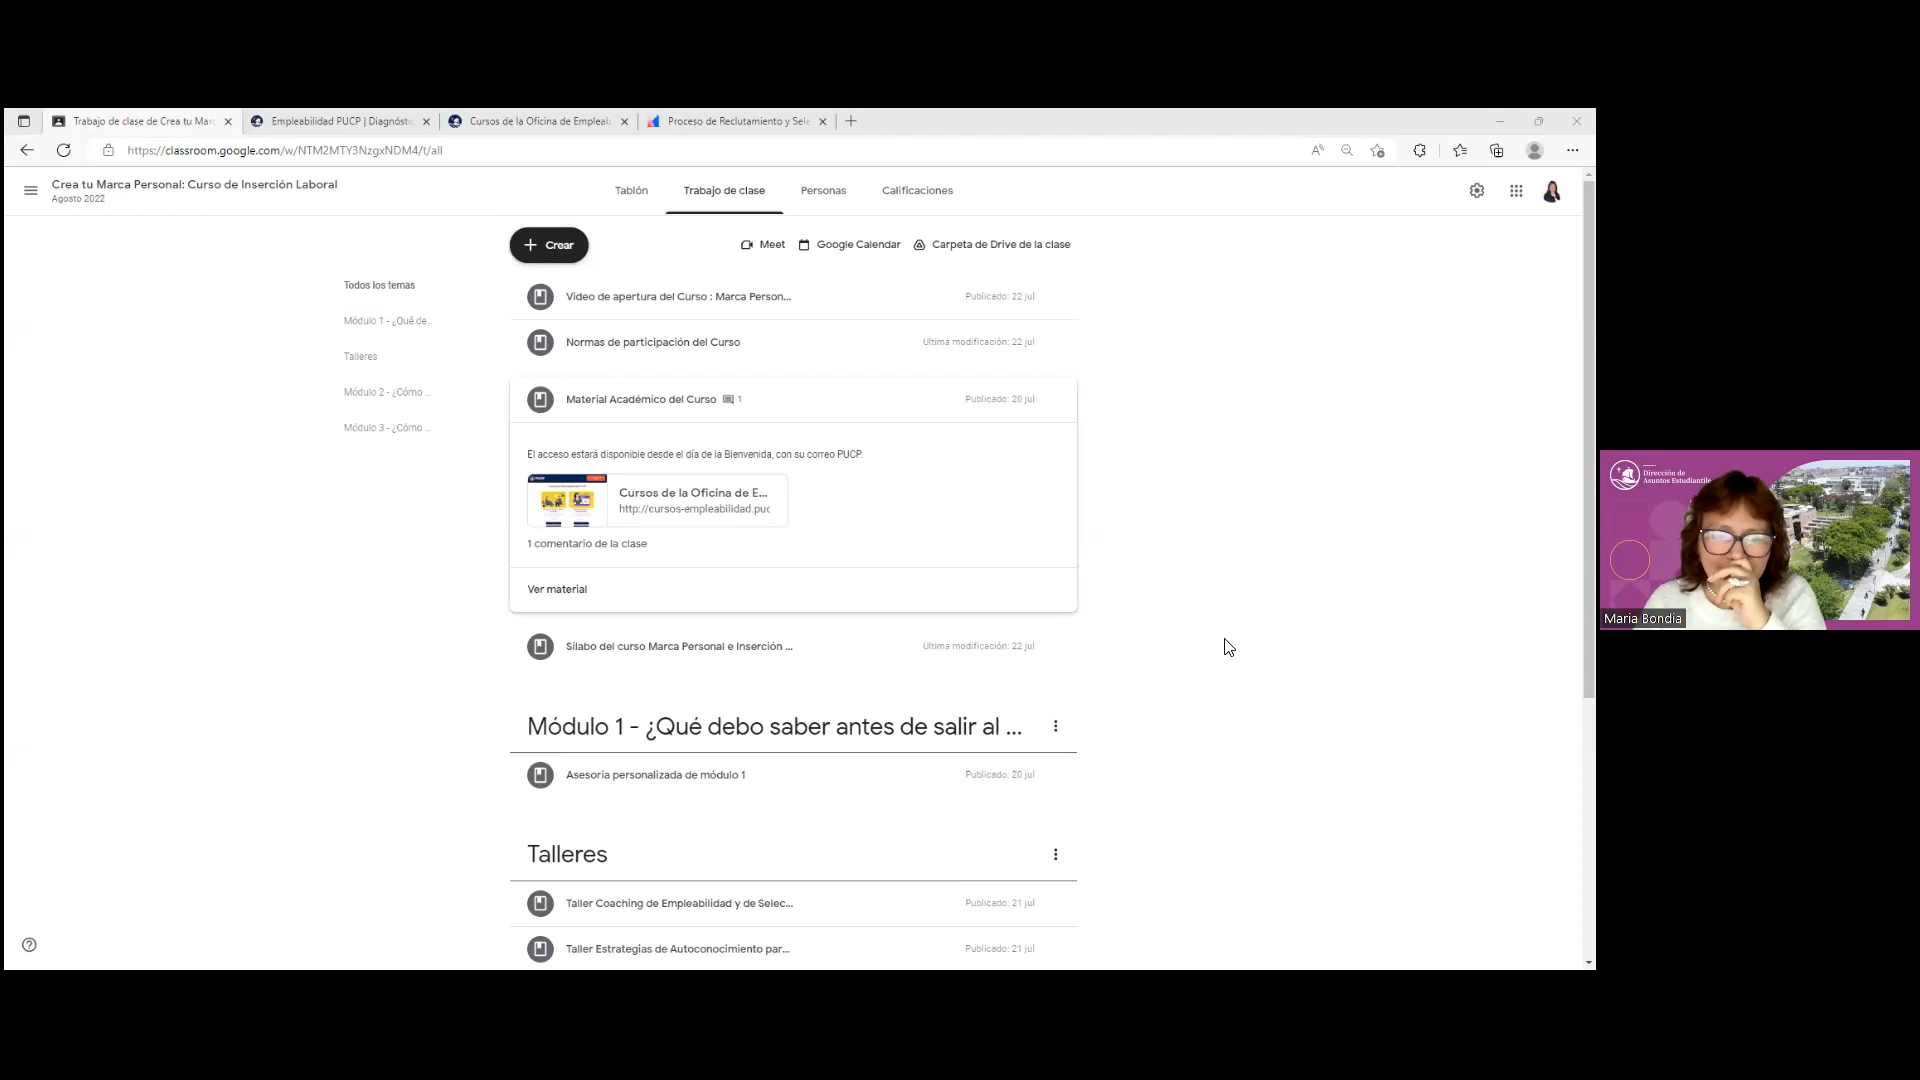 Trabajo de clase de Crea tu Marc
Empleabilidad PUCP | Diagnósti
Cursos de la Oficina de Empleab
Proceso de Reclutamiento y Sele
https://classroom.google.com/w/NTM2MTY3NzgxNDM4/t/all
Crea tu Marca Personal: Curso de Inserción Laboral
Agosto 2022
Tablón
Trabajo de clase
Personas
Calificaciones
Crear
Meet
Google Calendar
Carpeta de Drive de la clase
Todos los temas
Módulo 1 - ¿Qué de...
Talleres
Módulo 2 - ¿Cómo ...
Módulo 3 - ¿Cómo ...
Video de apertura del Curso : Marca Person...
Publicado: 22 jul
Normas de participación del Curso
Última modificación: 22 jul
Material Académico del Curso 1
Publicado: 20 jul
El acceso estará disponible desde el día de la Bienvenida, con su correo PUCP.
Cursos de la Oficina de E...
http://cursos-empleabilidad.puc
1 comentario de la clase
Ver material
Sílabo del curso Marca Personal e Inserción ...
Última modificación: 22 jul
Módulo 1 - ¿Qué debo saber antes de salir al ...
Asesoría personalizada de módulo 1
Publicado: 20 jul
Talleres
Taller Coaching de Empleabilidad y de Selec...
Publicado: 21 jul
Taller Estrategias de Autoconocimiento par...
Publicado: 21 jul
Dirección de
Asuntos Estudiantile
Maria Bondia